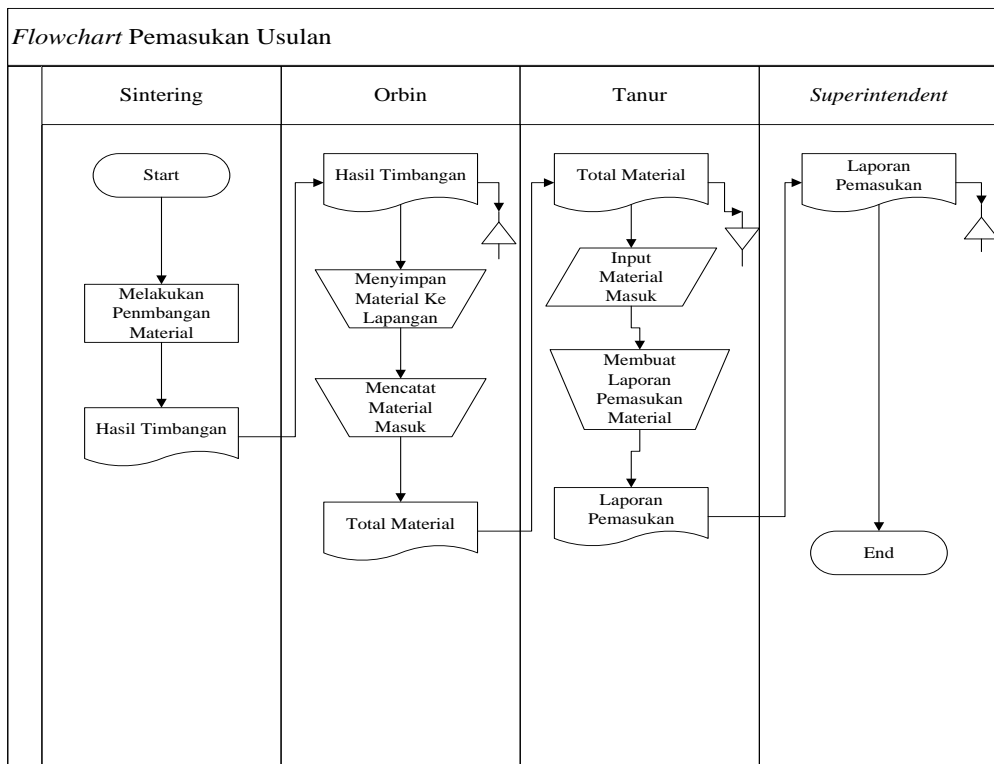 Flowchart Pemasukan Usulan
Sintering
Orbin
Tanur
Superintendent
Start
Melakukan
Penmbangan
Material
Hasil Timbangan
Hasil Timbangan
Menyimpan
Material Ke
Lapangan
Mencatat
Material
Masuk
Total Material
Total Material
Input
Material
Masuk
Membuat
Laporan
Pemasukan
Material
Laporan
Pemasukan
Laporan
Pemasukan
End